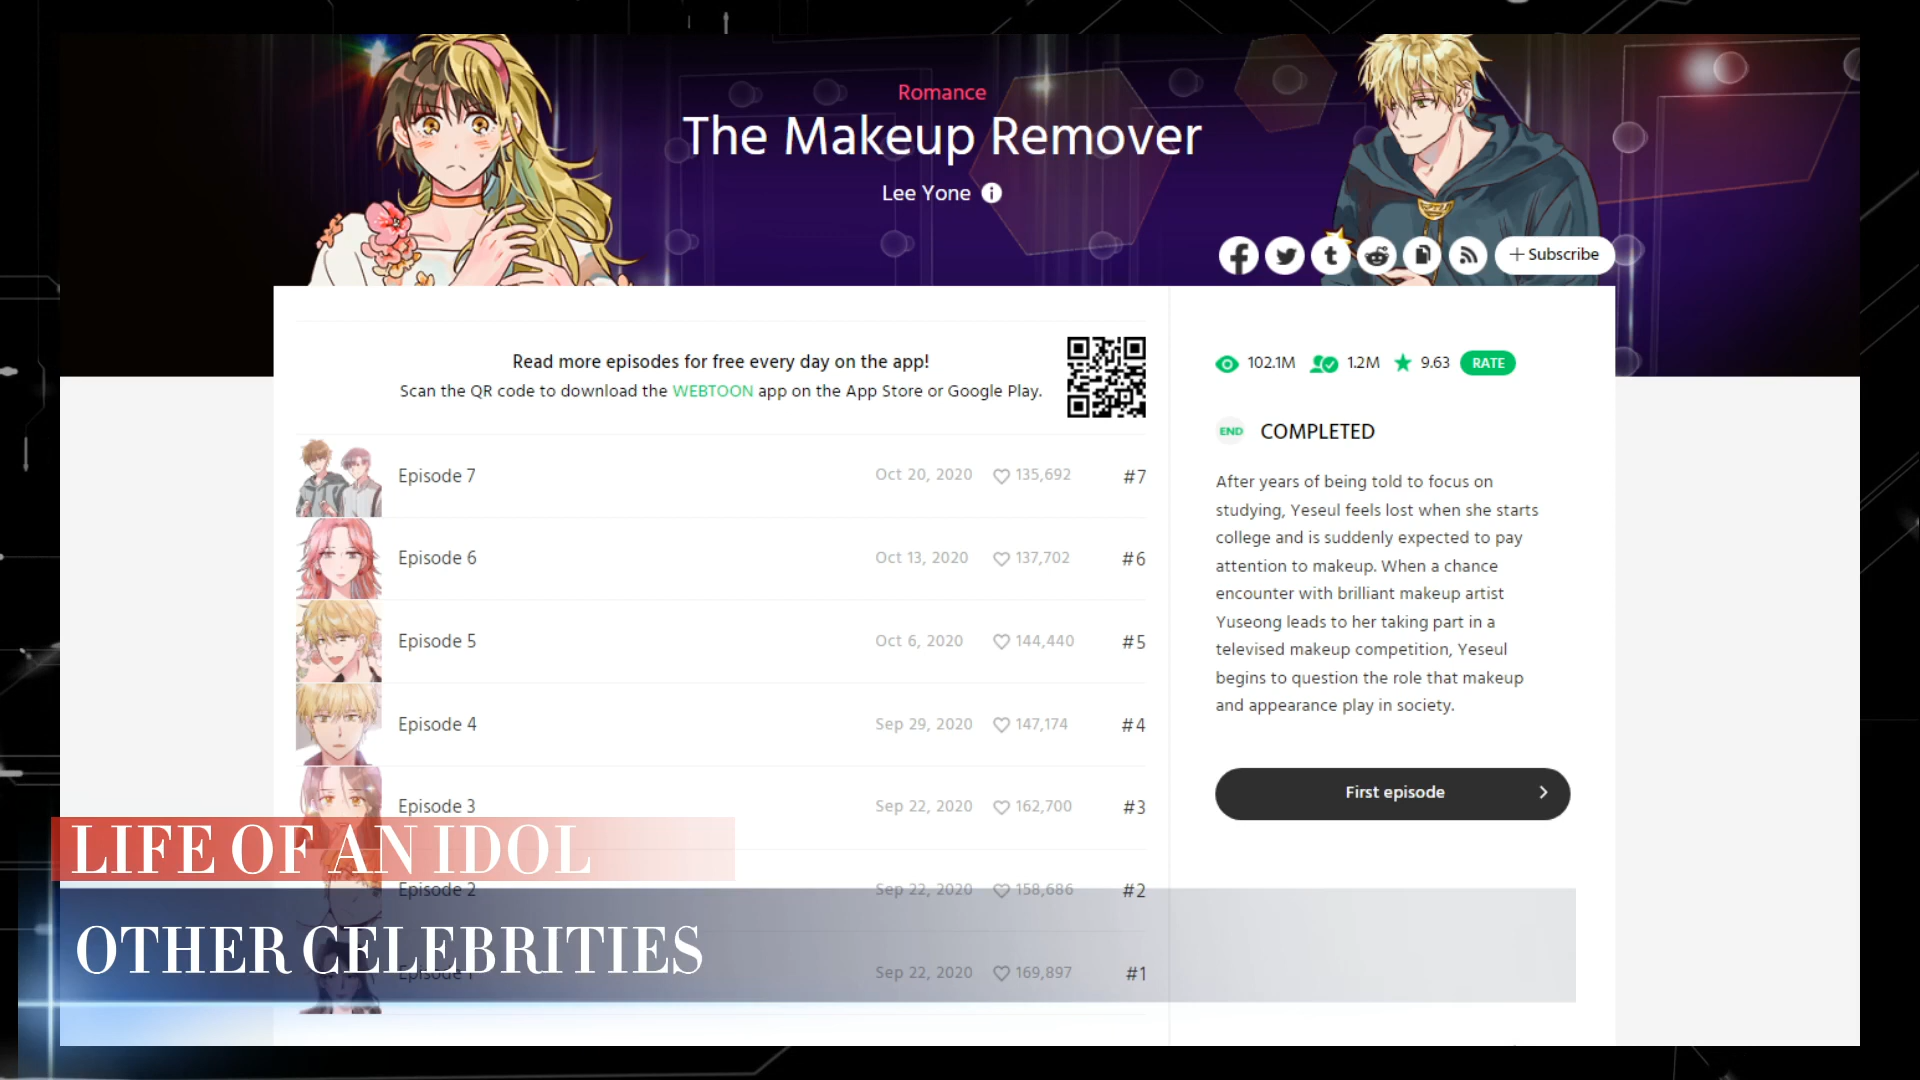 Romance
The Makeup Remover
Lee Yone
+ Subscribe
Read more episodes for free every day on the app!
Scan the QR code to download the WEBTOON app on the App Store or Google Play.
102.1M 1.2M 9.63 RATE
END COMPLETED
After years of being told to focus on
studying, Yeseul feels lost when she starts
college and is suddenly expected to pay
attention to makeup. When a chance
encounter with brilliant makeup artist
Yuseong leads to her taking part in a
televised makeup competition, Yeseul
begins to question the role that makeup
and appearance play in society.
First episode
Episode 7 Oct 20, 2020 135,692 #7
Episode 6 Oct 13, 2020 137,702 #6
Episode 5 Oct 6, 2020 144,440 #5
Episode 4 Sep 29, 2020 147,174 #4
Episode 3 Sep 22, 2020 162,700 #3
Episode 2 Sep 22, 2020 158,686 #2
Episode 1 Sep 22, 2020 169,897 #1
LIFE OF AN IDOL
OTHER CELEBRITIES